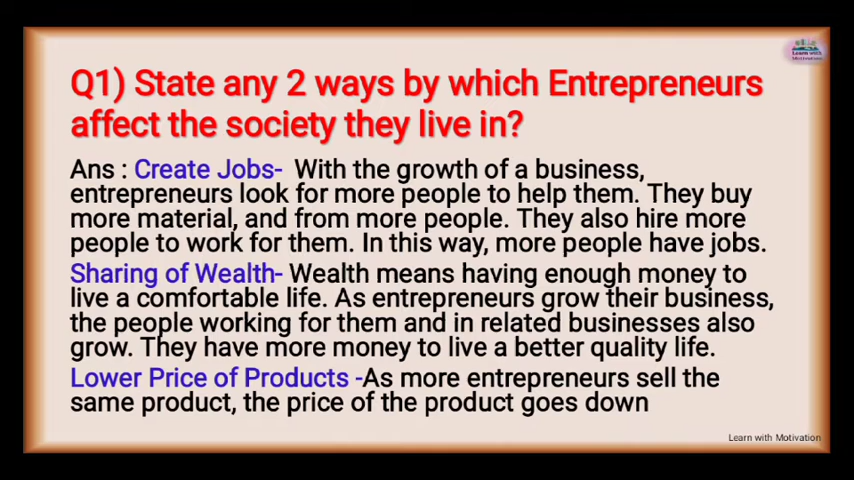 Learn with
Motivation
Q1) State any 2 ways by which Entrepreneurs
affect the society they live in?
Ans : Create Jobs- With the growth of a business,
entrepreneurs look for more people to help them. They buy
more material, and from more people. They also hire more
people to work for them. In this way, more people have jobs.
Sharing of Wealth- Wealth means having enough money to
live a comfortable life. As entrepreneurs grow their business,
the people working for them and in related businesses also
grow. They have more money to live a better quality life.
Lower Price of Products -As more entrepreneurs sell the
same product, the price of the product goes down
Learn with Motivation